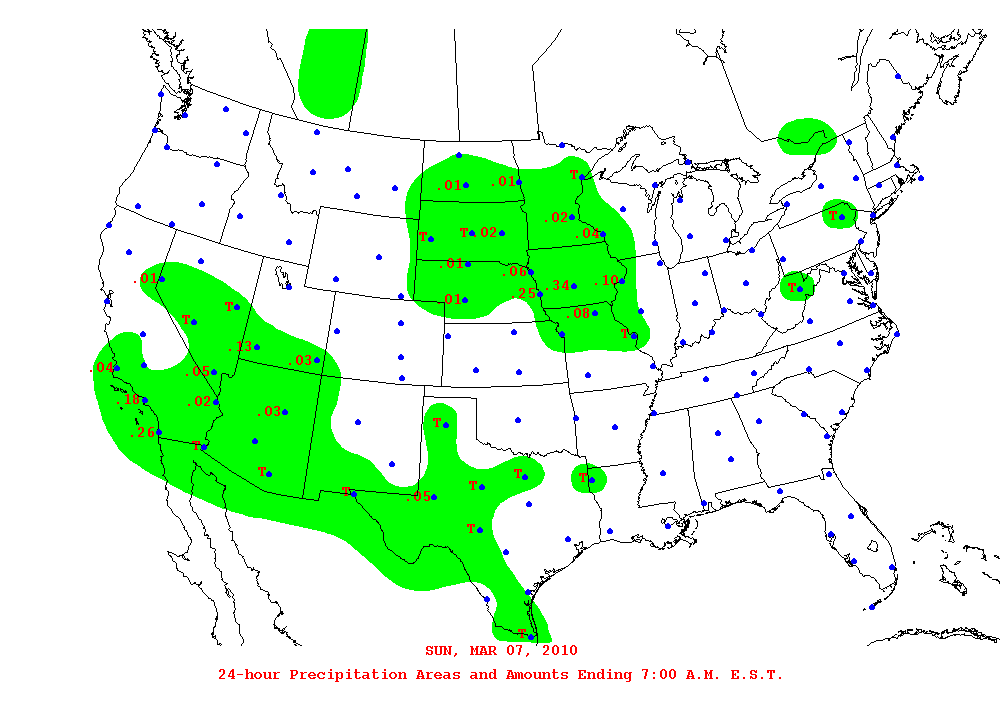 T
.01 .01
.02
T
T T .02 .04
.01 .06
.01 .34 .10
T .01 .25
.08
T T
.13
.03
.04 .05
.18 .02 .03
T
.26
T
T T T T
T .05
T
T
T
SUN, MAR 07, 2010
24-hour Precipitation Areas and Amounts Ending 7:00 A.M. E.S.T.